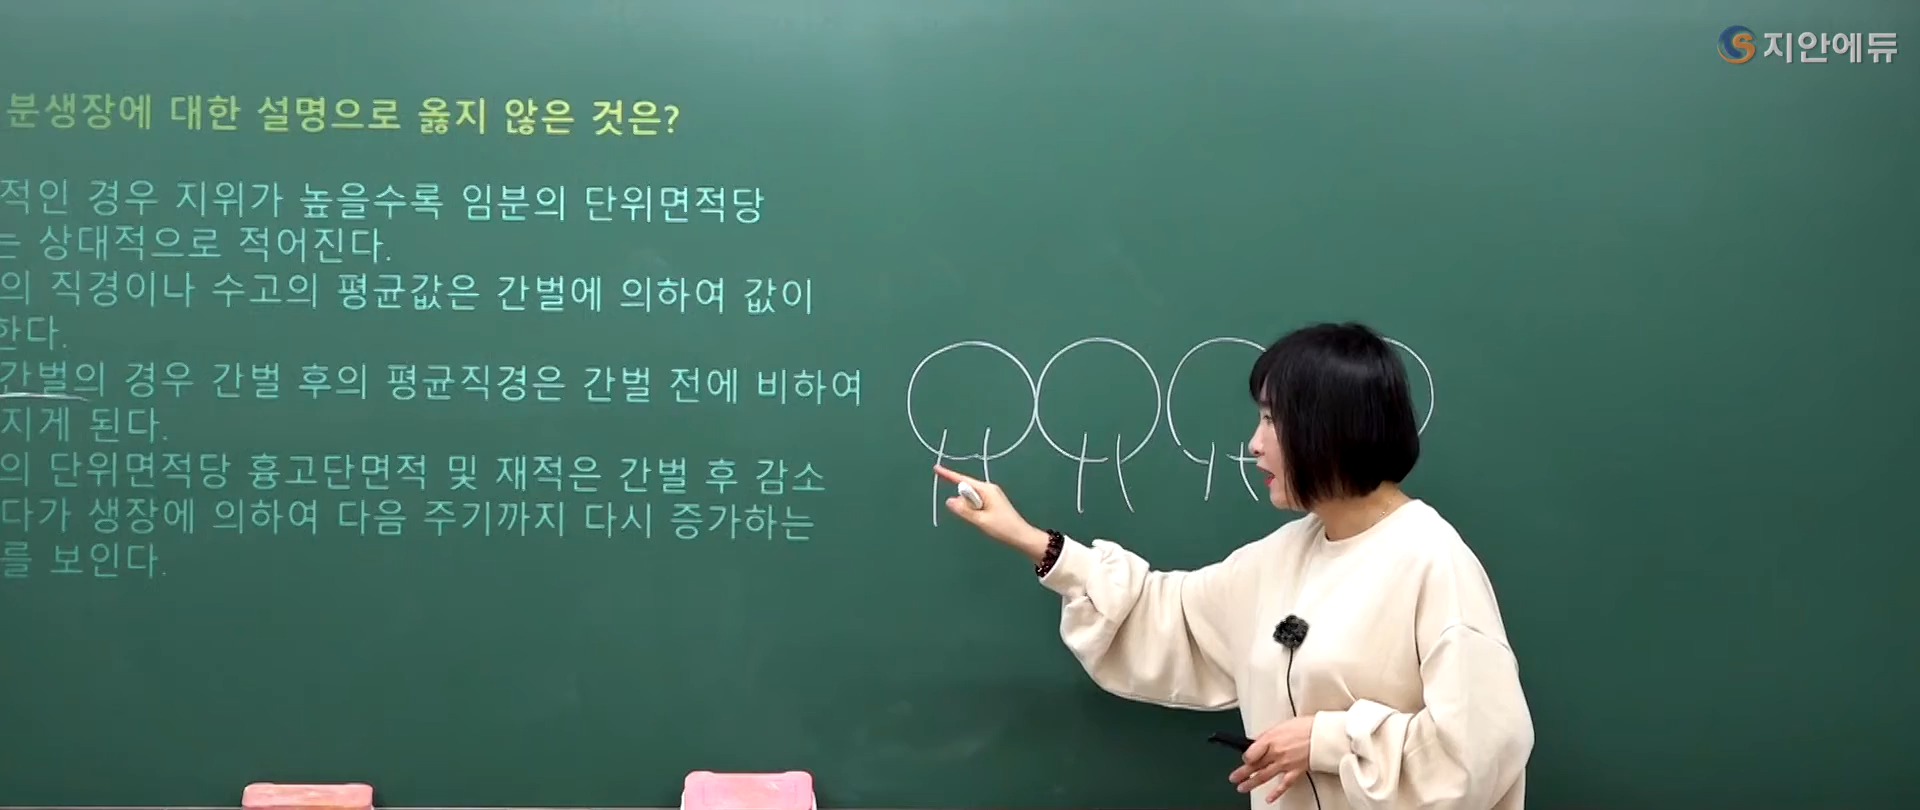 지안에듀
분생장에 대한 설명으로 옳지 않은 것은?
적인 경우 지위가 높을수록 임분의 단위면적당
는 상대적으로 적어진다.
의 직경이나 수고의 평균값은 간벌에 의하여 값이
한다.
간벌의 경우 간벌 후의 평균직경은 간벌 전에 비하여
지게 된다.
의 단위면적당 흉고단면적 및 재적은 간벌 후 감소
다가 생장에 의하여 다음 주기까지 다시 증가하는
를 보인다.